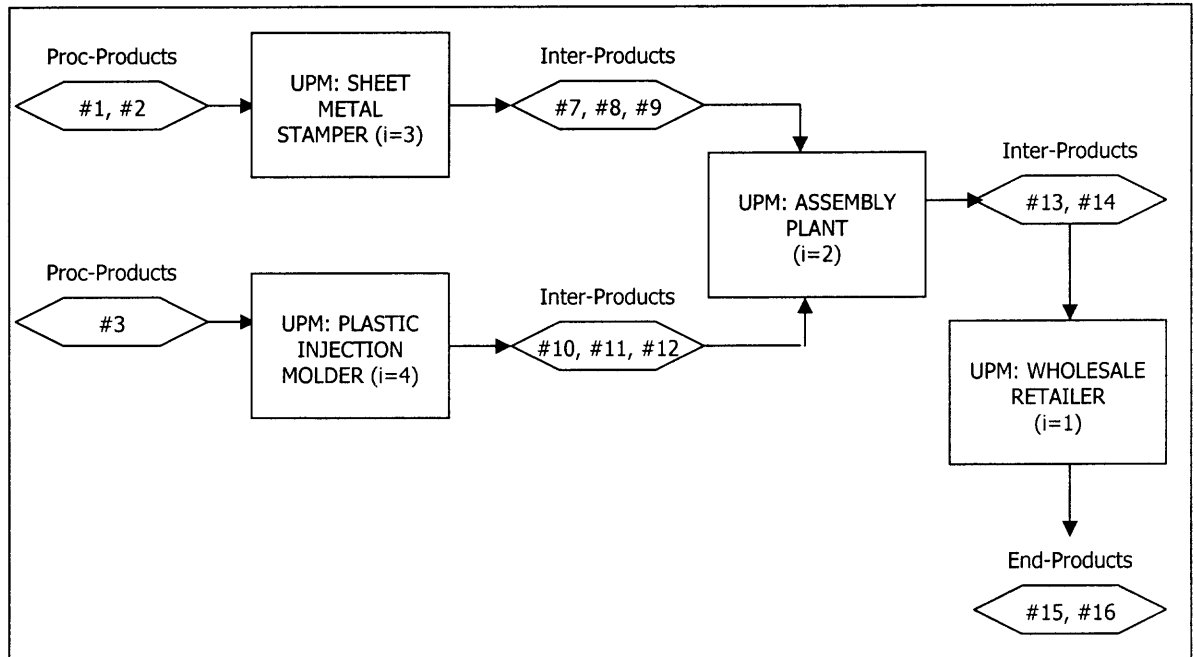 Proc-Products
#1, #2
UPM: SHEET
METAL
STAMPER (i=3)
Inter-Products
#7, #8, #9
Proc-Products
#3
UPM: PLASTIC
INJECTION
MOLDER (i=4)
Inter-Products
#10, #11, #12
UPM: ASSEMBLY
PLANT
(i=2)
Inter-Products
#13, #14
UPM: WHOLESALE
RETAILER
(i=1)
End-Products
#15, #16